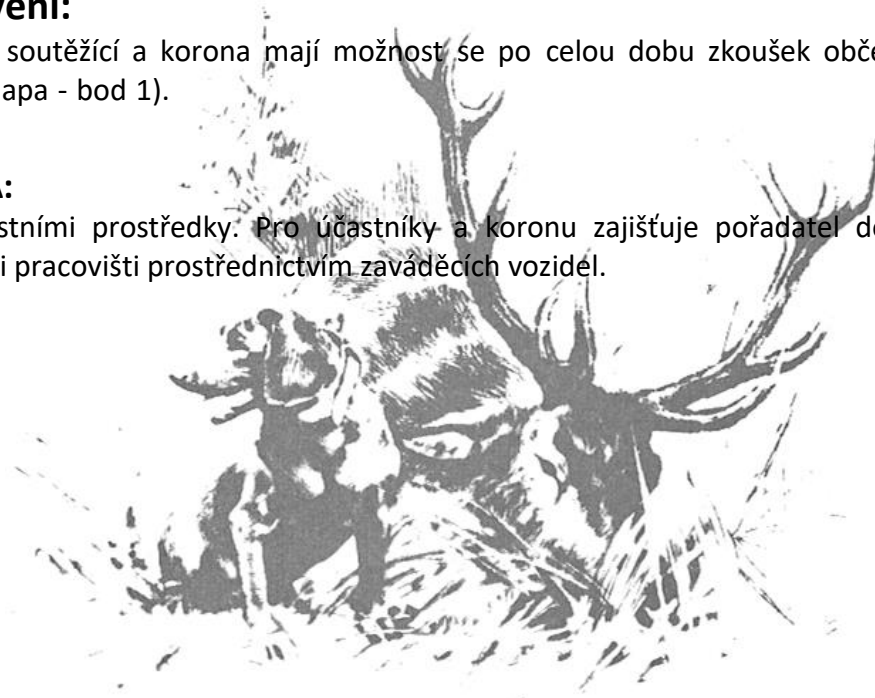 vení:
soutěžící a korona mají možnost se po celou dobu zkoušek obče
apa - bod 1).
A:
stními prostředky. Pro účastníky a koronu zajišťuje pořadatel do
i pracovišti prostřednictvím zaváděcích vozidel.